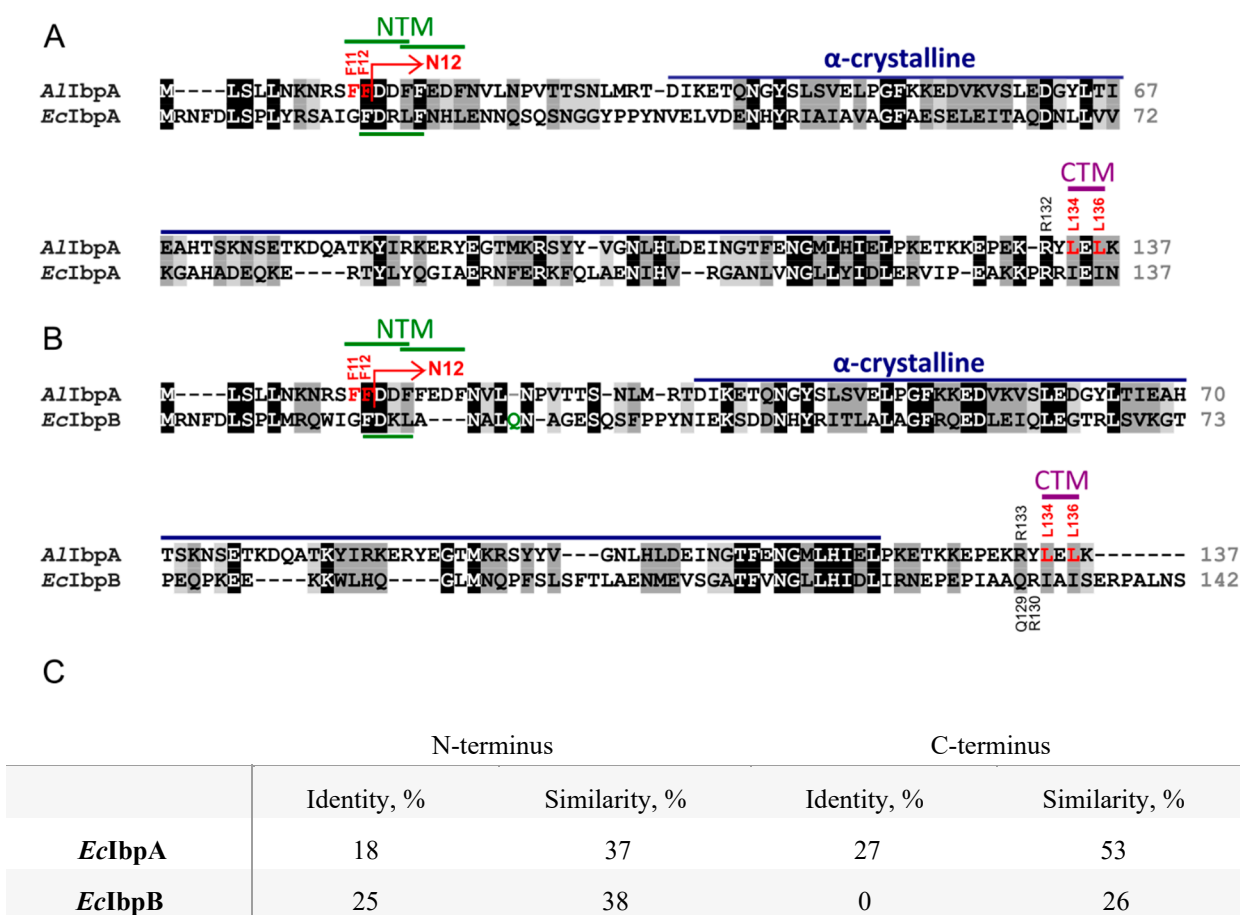 A
NTM
F11 F12 N12 α-crystalline
AlIbpA M----LSLLNKNRSFFDDFFEDFNVLNPVTTSNLMRT-DIKETQNGYSLSVELPGFKKEDVKVSLEDGYLTI 67
EcIbpA MRNFDLSPLYRSAIGFDRLFNHLENNQSQSNGGYPPYNVELVDENHYRIAIAVAGFAESELEITAQDNLLVV 72
CTM
R132 L134 L136
AlIbpA EAHTSKNSETKDQATKYIRKERYEGTMKRSYY-VGNLHLDEINGTFENGMLHIELPKETKKEPEK-RYLELK 137
EcIbpA KGAHADEQKE----RTYLYQGIAERNFERKFQLAENIHV--RGANLVNGLLYIDLERVIP-EAKKPRRIEIN 137
B
NTM
F11 F12 N12 α-crystalline
AlIbpA M----LSLLNKNRSFFDDFFEDFNVL-NPVTTS-NLM-RTDIKETQNGYSLSVELPGFKKEDVKVSLEDGYLTIEAH 70
EcIbpB MRNFDLSPLMRQWIGFDKLA---NALQN-AGESQSFPPYNIEKSDDNHYRITLALAGFRQEDLEIQLEGTRLSVKGT 73
CTM
R133 L134 L136
AlIbpA TSKNSETKDQATKYIRKERYEGTMKRSYYV---GNLHLDEINGTFENGMLHIELPKETKKEPEKRYLELK------- 137
EcIbpB PEQPKEE----KKWLHQ----GLMNQPFSLSFTLAENMEVSGATFVNGLLHIDLIRNEPEPIAAQRIAISERPALNS 142
Q129 R130
C
N-terminus C-terminus
Identity, % Similarity, % Identity, % Similarity, %
EcIbpA 18 37 27 53
EcIbpB 25 38 0 26